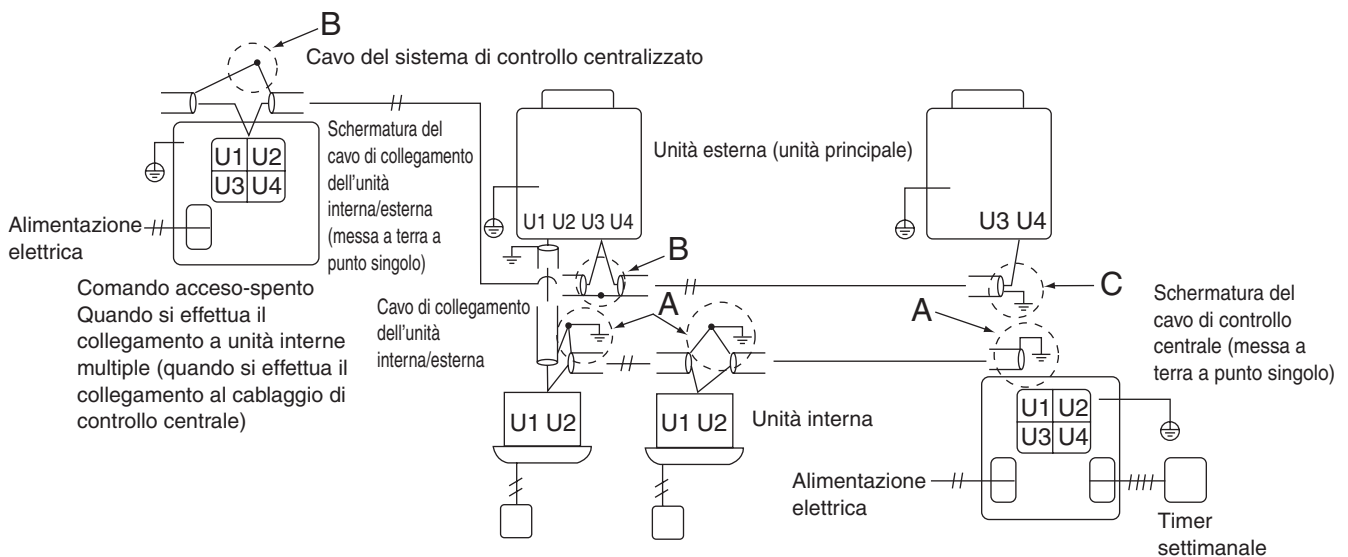 B
Cavo del sistema di controllo centralizzato
U1 U2
U3 U4
Alimentazione
elettrica
Comando acceso-spento
Quando si effettua il
collegamento a unità interne
multiple (quando si effettua il
collegamento al cablaggio di
controllo centrale)
Schermatura del
cavo di collegamento
dell'unità
interna/esterna
(messa a terra a
punto singolo)
U1 U2 U3 U4
Unità esterna (unità principale)
U3 U4
B
C
Cavo di collegamento
dell'unità
interna/esterna
A
A
Schermatura del
cavo di controllo
centrale (messa a
terra a punto singolo)
U1 U2
U1 U2
Unità interna
U1 U2
U3 U4
Alimentazione
elettrica
Timer
settimanale